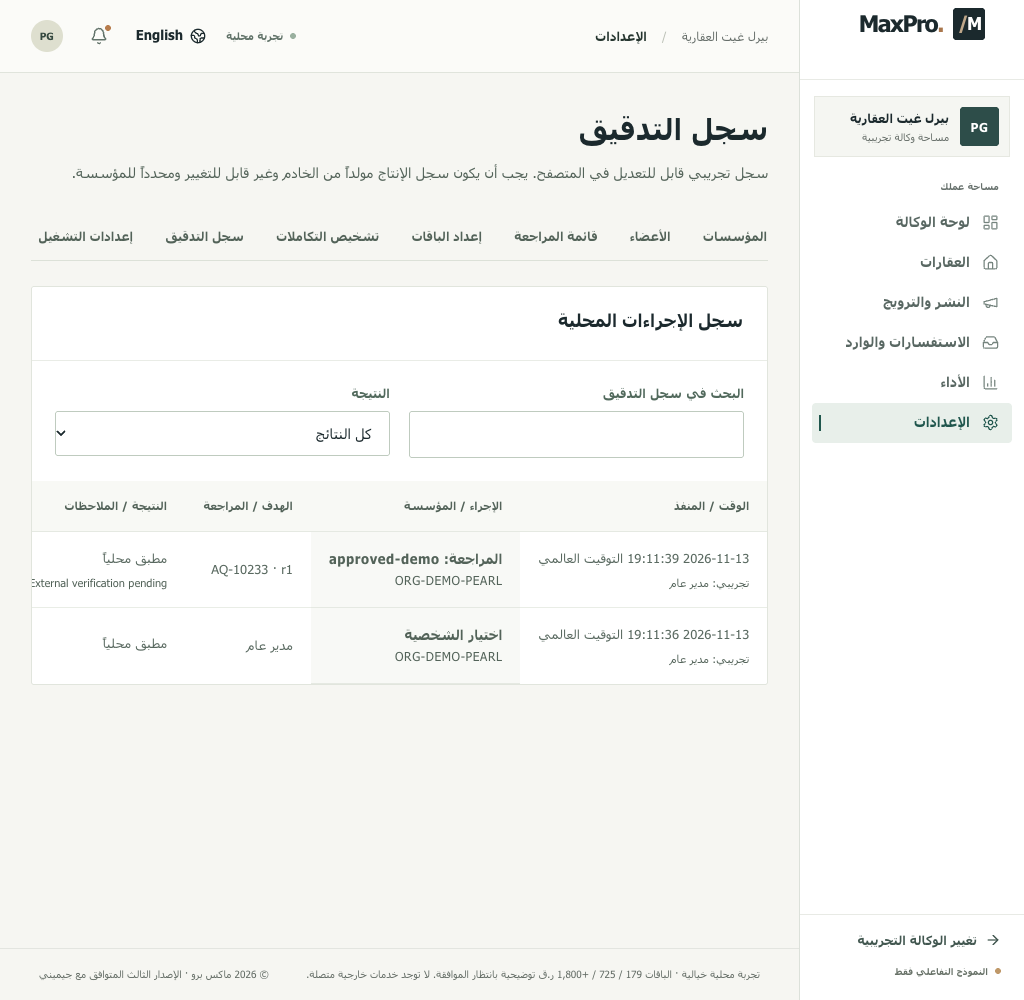 MaxPro.
/M
PG
بيرل غيت العقارية
مساحة وكالة تجريبية
مساحة عملك
لوحة الوكالة
العقارات
النشر والترويج
الاستفسارات والوارد
الأداء
الإعدادات
تغيير الوكالة التجريبية
النموذج التفاعلي فقط
بيرل غيت العقارية / الإعدادات
تجربة محلية
English
PG
سجل التدقيق
سجل تجريبي قابل للتعديل في المتصفح. يجب أن يكون سجل الإنتاج مولداً من الخادم وغير قابل للتغيير ومحدداً للمؤسسة.
المؤسسات
الأعضاء
قائمة المراجعة
إعداد الباقات
تشخيص التكاملات
سجل التدقيق
إعدادات التشغيل
سجل الإجراءات المحلية
البحث في سجل التدقيق
النتيجة
كل النتائج
الوقت / المنفذ
الإجراء / المؤسسة
الهدف / المراجعة
النتيجة / الملاحظات
2026-11-13 19:11:39 التوقيت العالمي
تجريبي: مدير عام
المراجعة: approved-demo
ORG-DEMO-PEARL
AQ-10233 · r1
مطبق محلياً
External verification pending
2026-11-13 19:11:36 التوقيت العالمي
تجريبي: مدير عام
اختيار الشخصية
ORG-DEMO-PEARL
مدير عام
مطبق محلياً
تجربة محلية خيالية · الباقات 179 / 725 / +1,800 ر.ق توضيحية بانتظار الموافقة. لا توجد خدمات خارجية متصلة.
© 2026 ماكس برو · الإصدار الثالث المتوافق مع جيميني